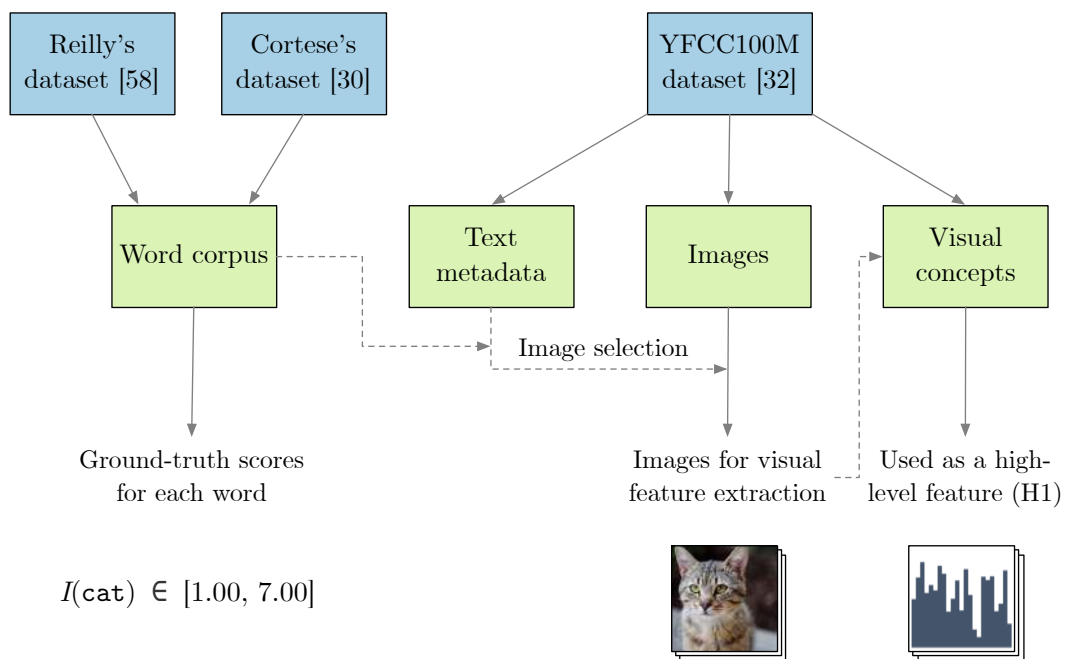 Reilly's
dataset [58]
Cortese's
dataset [30]
YFCC100M
dataset [32]
Word corpus
Text
metadata
Images
Visual
concepts
Image selection
Ground-truth scores
for each word
Images for visual
feature extraction
Used as a high-
level feature (H1)
I(cat) ∈ [1.00, 7.00]